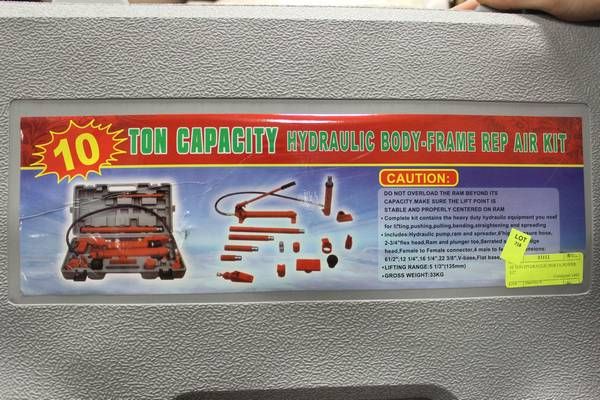 10 TON CAPACITY HYDRAULIC BODY-FRAME REP AIR KIT
CAUTION:
DO NOT OVERLOAD THE RAM BEYOND ITS
CAPACITY MAKE SURE THE LIFT POINT IS
STABLE AND PROPERLY CENTERED ON RAM
• Complete kit contains the heavy duty hydraulic equipment you neef
for lifting,pushing,pulling,bending,straightening and spreading
• Includes:Hydraulic pump,ram and spreader, hose,
2-3/4"flex head,Ram and plunger toe,Serrated
head,Female to Female connector,4 male to
61/2",12 1/4",16 1/4",22 3/8",V-base,Flat
•LIFTING RANGE:5 1/3"(135mm)
•GROSS WEIGHT:33KG
LOT